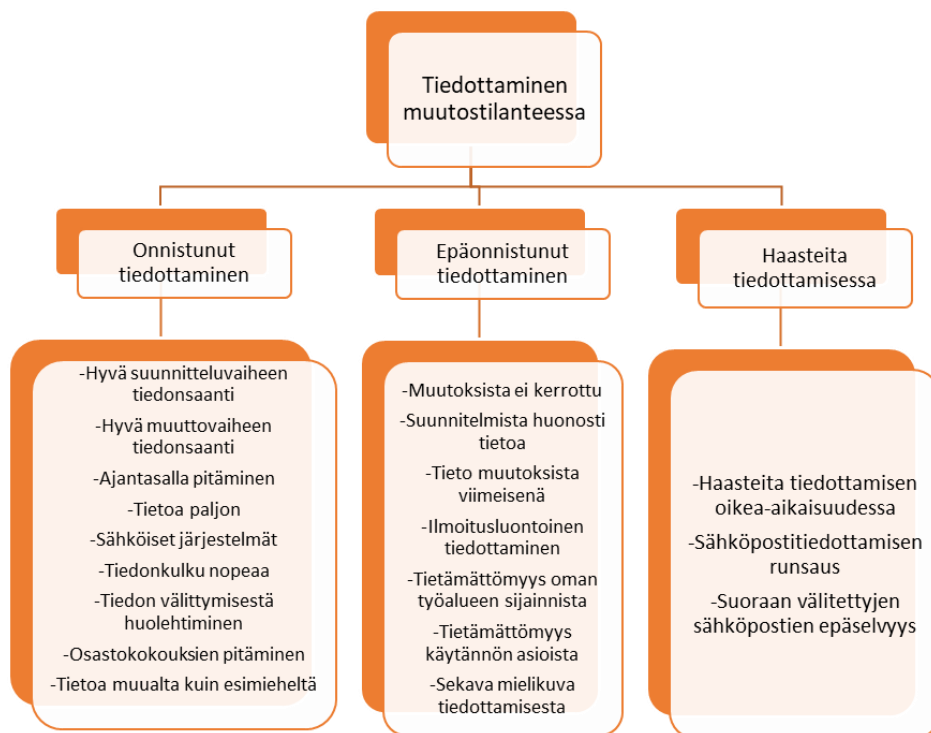 Tiedottaminen
muutostilanteessa
Onnistunut
tiedottaminen
Epäonnistunut
tiedottaminen
Haasteita
tiedottamisessa
-Hyvä suunnitteluvaiheen
tiedonsaanti
-Hyvä muuttovaiheen
tiedonsaanti
-Ajantasalla pitäminen
-Tietoa paljon
-Sähköiset järjestelmät
-Tiedonkulku nopeaa
-Tiedon välittymisestä
huolehtiminen
-Osastokokouksien pitäminen
-Tietoa muualta kuin esimieheltä
-Muutoksista ei kerrottu
-Suunnitelmista huonosti
tietoa
-Tieto muutoksista
viimeisenä
-Ilmoitusluontoinen
tiedottaminen
-Tietämättömyys oman
työalueen sijainnista
-Tietämättömyys
käytännön asioista
-Sekava mielikuva
tiedottamisesta
-Haasteita tiedottamisen
oikea-aikaisuudessa
-Sähköpostitiedottamisen
runsaus
-Suoraan välitettyjen
sähköpostien epäselvyys